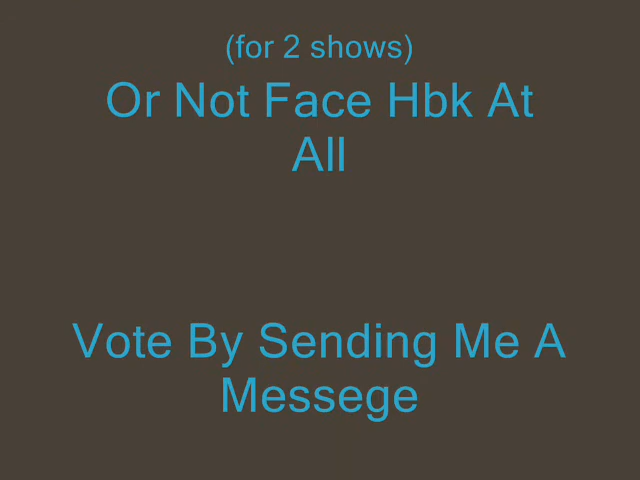 (for 2 shows)
Or Not Face Hbk At
All
Vote By Sending Me A
Messege